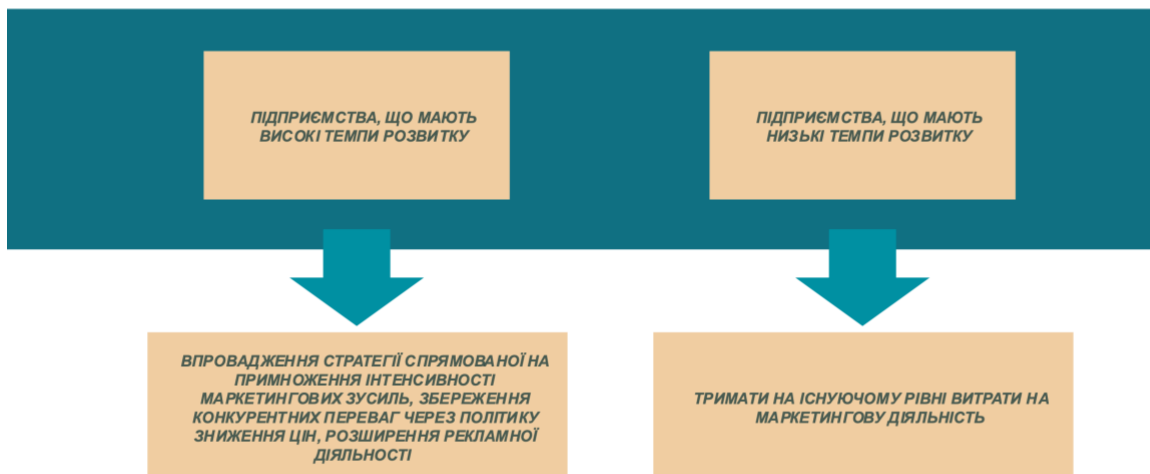 ПІДПРИЄМСТВА, ЩО МАЮТЬ
ВИСОКІ ТЕМПИ РОЗВИТКУ
ПІДПРИЄМСТВА, ЩО МАЮТЬ
НИЗЬКІ ТЕМПИ РОЗВИТКУ
ВПРОВАДЖЕННЯ СТРАТЕГІЇ СПРЯМОВАНОЇ НА
ПРИМНОЖЕННЯ ІНТЕНСИВНОСТІ
МАРКЕТИНГОВИХ ЗУСИЛЬ, ЗБЕРЕЖЕННЯ
КОНКУРЕНТНИХ ПЕРЕВАГ ЧЕРЕЗ ПОЛІТИКУ
ЗНИЖЕННЯ ЦІН, РОЗШИРЕННЯ РЕКЛАМНОЇ
ДІЯЛЬНОСТІ
ТРИМАТИ НА ІСНУЮЧОМУ РІВНІ ВИТРАТИ НА
МАРКЕТИНГОВУ ДІЯЛЬНІСТЬ